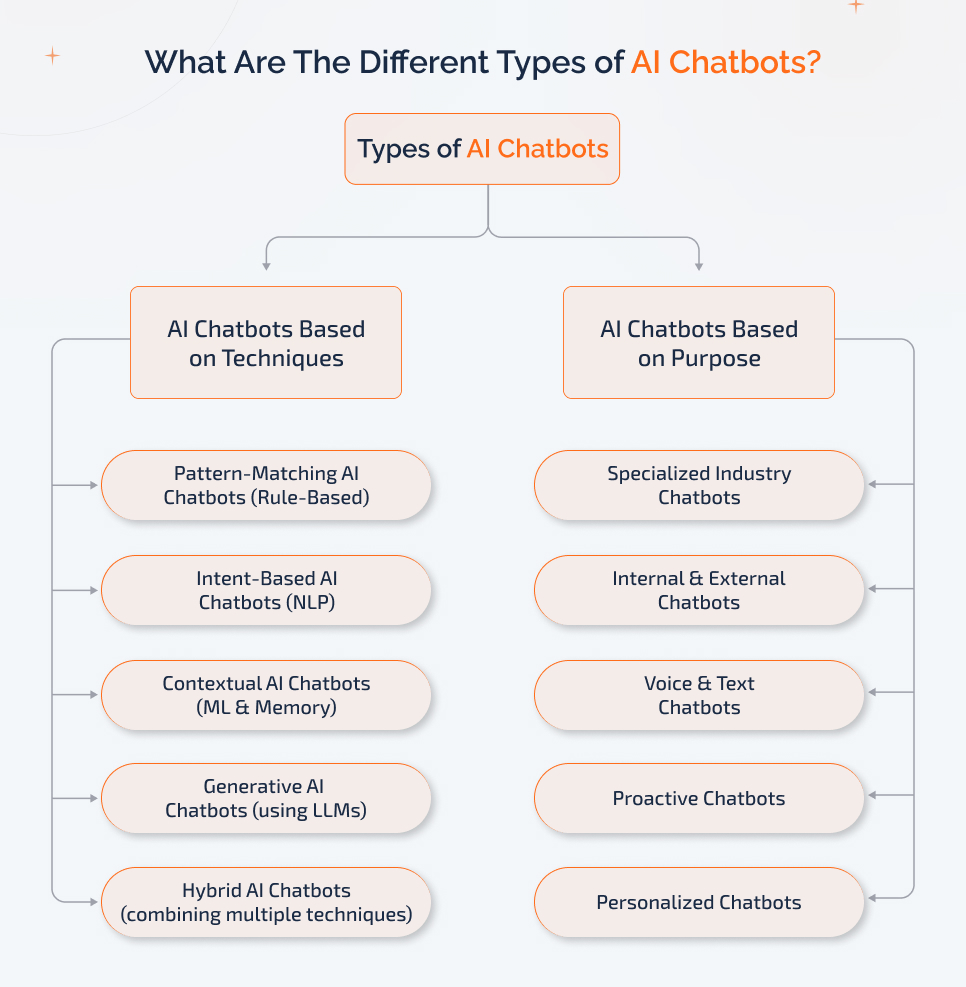 What Are The Different Types of AI Chatbots?
Types of AI Chatbots
AI Chatbots Based
on Techniques
Pattern-Matching AI
Chatbots (Rule-Based)
Intent-Based AI
Chatbots (NLP)
Contextual AI Chatbots
(ML & Memory)
Generative AI
Chatbots (using LLMs)
Hybrid AI Chatbots
(combining multiple techniques)
AI Chatbots Based
on Purpose
Specialized Industry
Chatbots
Internal & External
Chatbots
Voice & Text
Chatbots
Proactive Chatbots
Personalized Chatbots